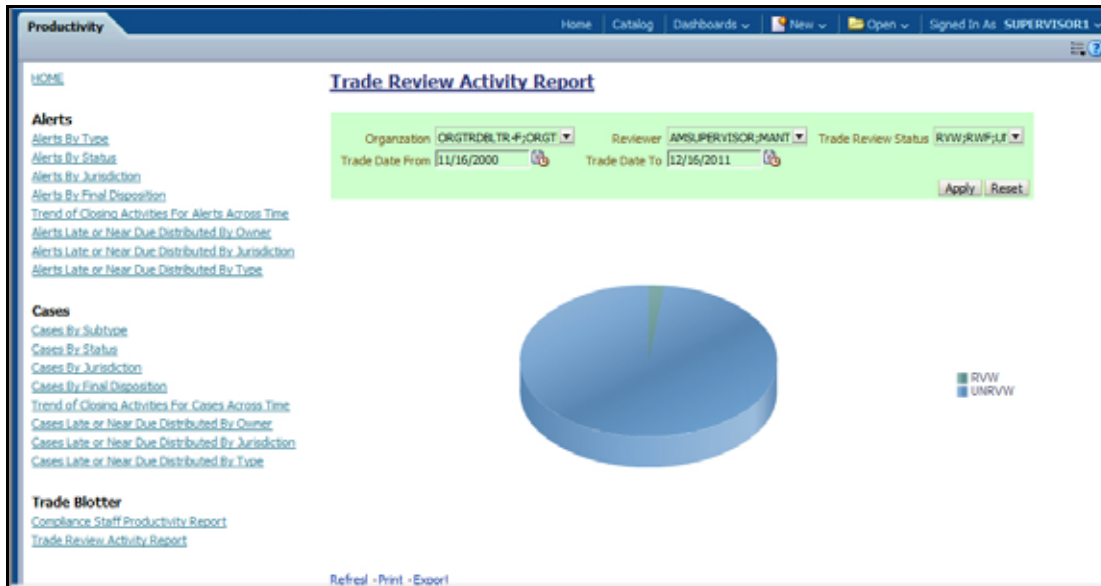 Productivity
Home Catalog Dashboards New Open Signed In As SUPERVISOR1
HOME
Alerts
Alerts By Type
Alerts By Status
Alerts By Jurisdiction
Alerts By Final Disposition
Trend of Closing Activities For Alerts Across Time
Alerts Late or Near Due Distributed By Owner
Alerts Late or Near Due Distributed By Jurisdiction
Alerts Late or Near Due Distributed By Type
Cases
Cases By Subtype
Cases By Status
Cases By Jurisdiction
Cases By Final Disposition
Trend of Closing Activities For Cases Across Time
Cases Late or Near Due Distributed By Owner
Cases Late or Near Due Distributed By Jurisdiction
Cases Late or Near Due Distributed By Type
Trade Blotter
Compliance Staff Productivity Report
Trade Review Activity Report
Trade Review Activity Report
Organzation ORGTRDBLTR-F;ORGT Reviewer AMSUPERVISOR;MANT Trade Review Status RVW;RWF;UI
Trade Date From 11/16/2000 Trade Date To 12/16/2011
Apply Reset
RVW
UNRVW
Refresh - Print - Export